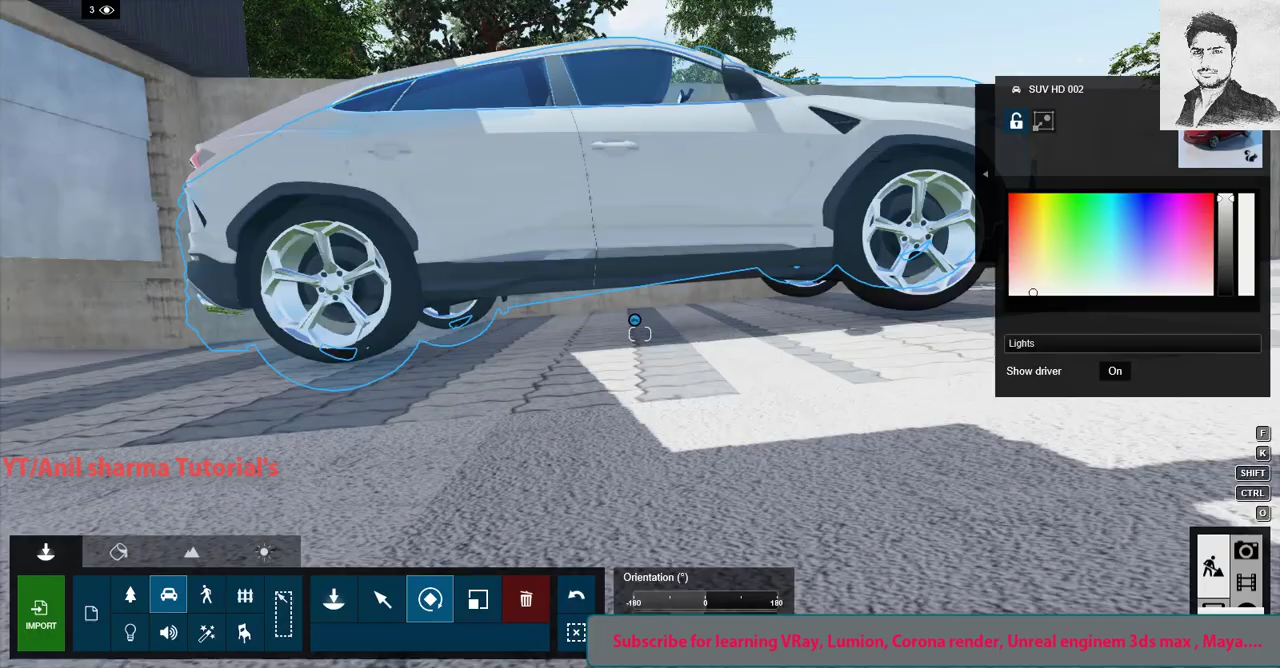 3
SUV HD 002
Lights
Show driver On
F
K
SHIFT
CTRL
O
YT/Anil sharma Tutorial's
IMPORT
Orientation (°)
-180 0 180
Subscribe for learning VRay, Lumion, Corona render, Unreal enginem 3ds max , Maya....